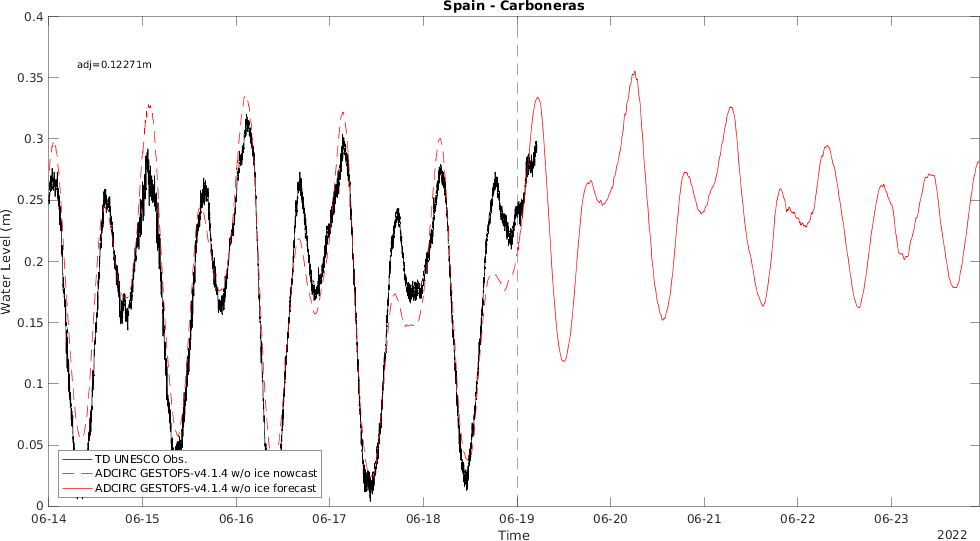 Spain - Carboneras
adj=0.12271m
0.4
0.35
0.3
0.25
0.2
0.15
0.1
0.05
0
Water Level (m)
TD UNESCO Obs.
ADCIRC GESTOFS-v4.1.4 w/o ice nowcast
ADCIRC GESTOFS-v4.1.4 w/o ice forecast
06-14 06-15 06-16 06-17 06-18 06-19 06-20 06-21 06-22 06-23
Time
2022